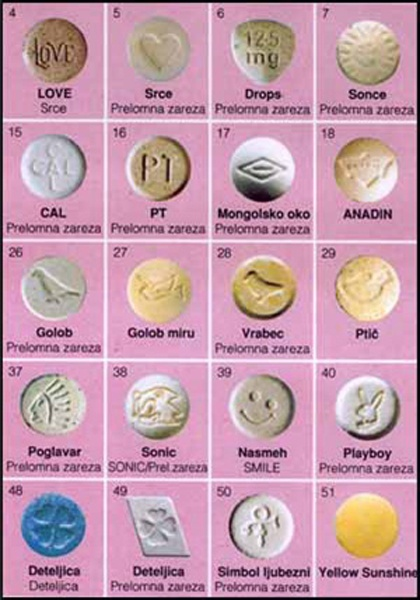 4
5
6
7
LOVE
125
mg
LOVE
Srce
Drops
Sonce
Srce
Prelomna zareza
Prelomna zareza
Prelomna zareza
15
16
17
18
CAL
PT
CAL
PT
Mongolsko oko
ANADIN
Prelomna zareza
Prelomna zareza
Prelomna zareza
26
27
28
29
Golob
Golob miru
Vrabec
Ptič
Prelomna zareza
Prelomna zareza
37
38
39
40
Poglavar
Sonic
Nasmeh
Playboy
Prelomna zareza
SONIC/Prel.zareza
SMILE
Prelomna zareza
48
49
50
51
Deteljica
Deteljica
Simbol ljubezni
Yellow Sunshine
Deteljica
Prelomna zareza
Prelomna zareza